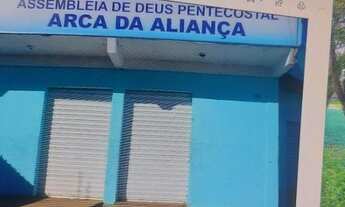 ASSEMBLEIA DE DEUS PENTECOSTAL
ARCA DA ALIANÇA